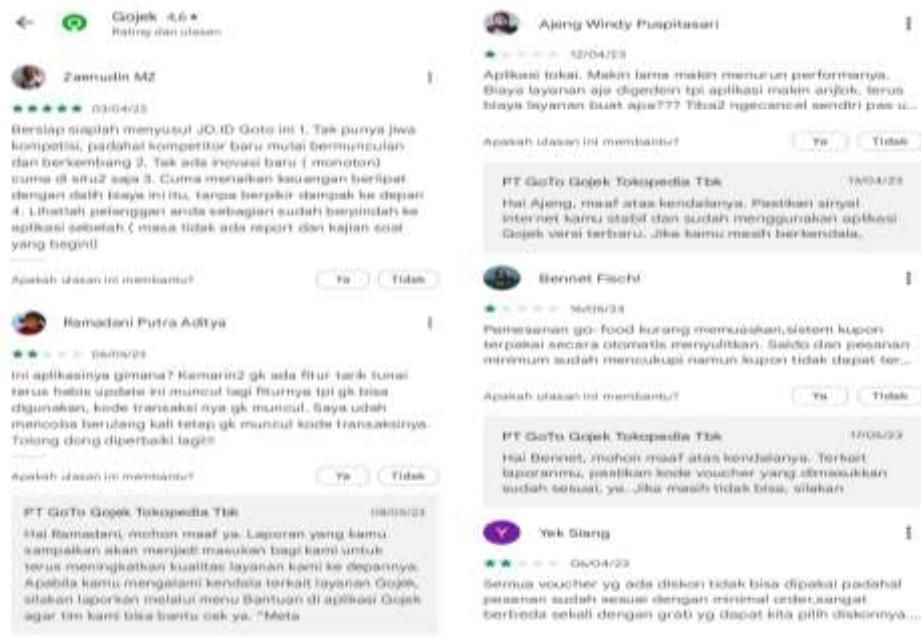 Gojek 4,6 ★
Rating dan ulasan
Zaenudin MZ
03/04/23
Bersiap siaplah menyusul JD.ID Goto ini 1. Tak punya jiwa
kompetisi, padahal kompetitor baru mulai bermunculan
dan berkembang 2. Tak ada inovasi baru ( monoton)
cuma di situ2 saja 3. Cuma menaikan keuangan berlipat
dengan dalih biaya ini itu, tanpa berpikir dampak ke depan
4. Lihatlah pelanggan anda sebagian sudah berpindah ke
aplikasi sebelah ( masa tidak ada report dan kajian soal
yang begini)
Apakah ulasan ini membantu? Ya Tidak
Ramadani Putra Aditya
Ini aplikasinya gimana? Kemarin2 gk ada fitur tarik tunai
terus habis update ini muncul lagi fiturnya tpi gk bisa
digunakan, kode transaksi nya gk muncul. Saya udah
mencoba berulang kali tetep gk muncul kode transaksinya.
Tolong dong diperbaiki lagi!!
Apakah ulasan ini membantu? Ya Tidak
PT GoTo Gojek Tokopedia Tbk
Hai Ramadani, mohon maaf ya. Laporan yang kamu
sampaikan akan menjadi masukan bagi kami untuk
terus meningkatkan kualitas layanan kami ke depannya.
Apabila kamu mengalami kendala terkait layanan Gojek,
silakan laporkan melalui menu Bantuan di aplikasi Gojek
agar tim kami bisa bantu cek ya. ^Meta
Ajeng Windy Puspitasari
12/04/23
Aplikasi tokai. Makin lama makin menurun performanya.
Biaya layanan aja digedein tpi aplikasi makin anjlok, terus
biaya layanan buat apa??? Tiba2 ngecancel sendiri pas u...
Apakah ulasan ini membantu? Ya Tidak
PT GoTo Gojek Tokopedia Tbk
Hai Ajeng, maaf atas kendalanya. Pastikan sinyal
internet kamu stabil dan sudah menggunakan aplikasi
Gojek versi terbaru. Jika kamu masih berkendala,
Bennet Fischl
Pemesanan go-food kurang memuaskan,sistem kupon
terpakai secara otomatis menyulitkan. Saldo dan pesanan
minimum sudah mencukupi namun kupon tidak dapat ter...
Apakah ulasan ini membantu? Ya Tidak
PT GoTo Gojek Tokopedia Tbk
Hai Bennet, mohon maaf atas kendalanya. Terkait
laporanmu, pastikan kode voucher yang dimasukkan
sudah sesuai, ya. Jika masih tidak bisa, silakan
Y
Yek Siang
06/04/23
Semua voucher yg ada diskon tidak bisa dipakai padahal
pesanan sudah sesuai dengan minimal order,sangat
berbeda sekali dengan grab yg dapat kita pilih diskonnya....